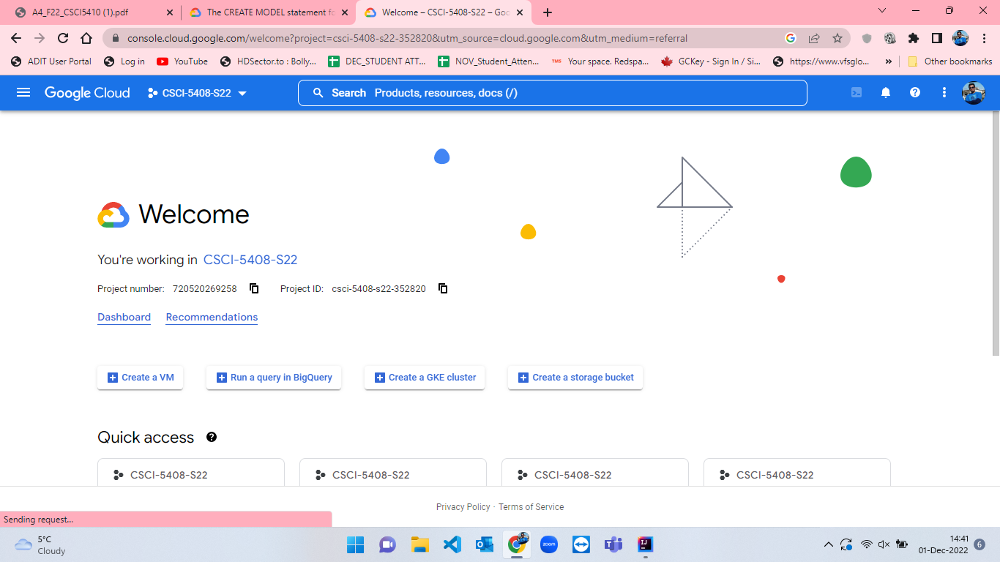 A4_F22_CSCI5410 (1).pdf
The CREATE MODEL statement fo
Welcome – CSCI-5408-S22 – Goo
console.cloud.google.com/welcome?project=csci-5408-s22-352820&utm_source=cloud.google.com&utm_medium=referral
ADIT User Portal
Log in
YouTube
HDSector.to : Bolly...
DEC_STUDENT ATT...
NOV_Student_Atten...
TMS Your space. Redspa...
GCKey - Sign In / Si...
https://www.vfsglo...
»
Other bookmarks
Google Cloud
CSCI-5408-S22
Search Products, resources, docs (/)
Welcome
You're working in CSCI-5408-S22
Project number: 720520269258 Project ID: csci-5408-s22-352820
Dashboard Recommendations
Create a VM
Run a query in BigQuery
Create a GKE cluster
Create a storage bucket
Quick access
CSCI-5408-S22
CSCI-5408-S22
CSCI-5408-S22
CSCI-5408-S22
Privacy Policy · Terms of Service
Sending request...
5°C
Cloudy
zoom
14:41
01-Dec-2022
6